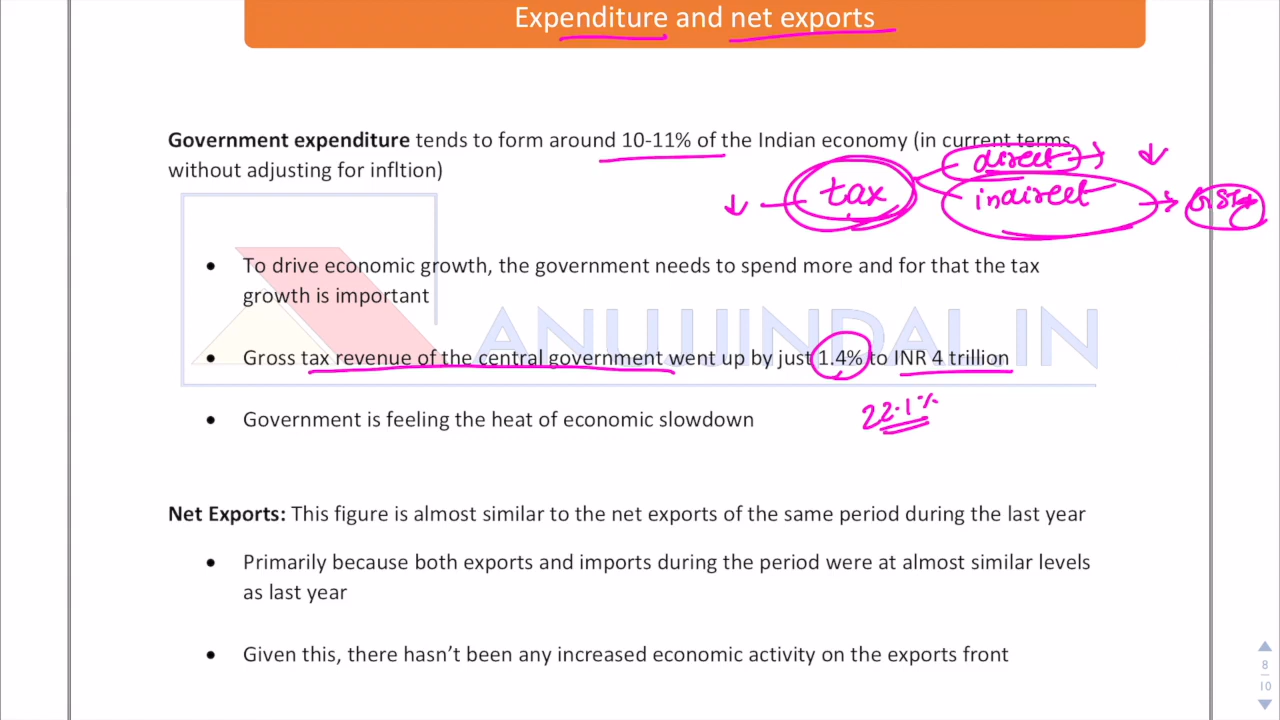 Expenditure and net exports
Government expenditure tends to form around 10-11% of the Indian economy (in current terms,
without adjusting for infltion)
direct
tax
indirect
GST
ANUJJINDAL.IN
• To drive economic growth, the government needs to spend more and for that the tax
growth is important
• Gross tax revenue of the central government went up by just 1.4% to INR 4 trillion
22.1%
• Government is feeling the heat of economic slowdown
Net Exports: This figure is almost similar to the net exports of the same period during the last year
• Primarily because both exports and imports during the period were at almost similar levels
as last year
• Given this, there hasn't been any increased economic activity on the exports front
8
10